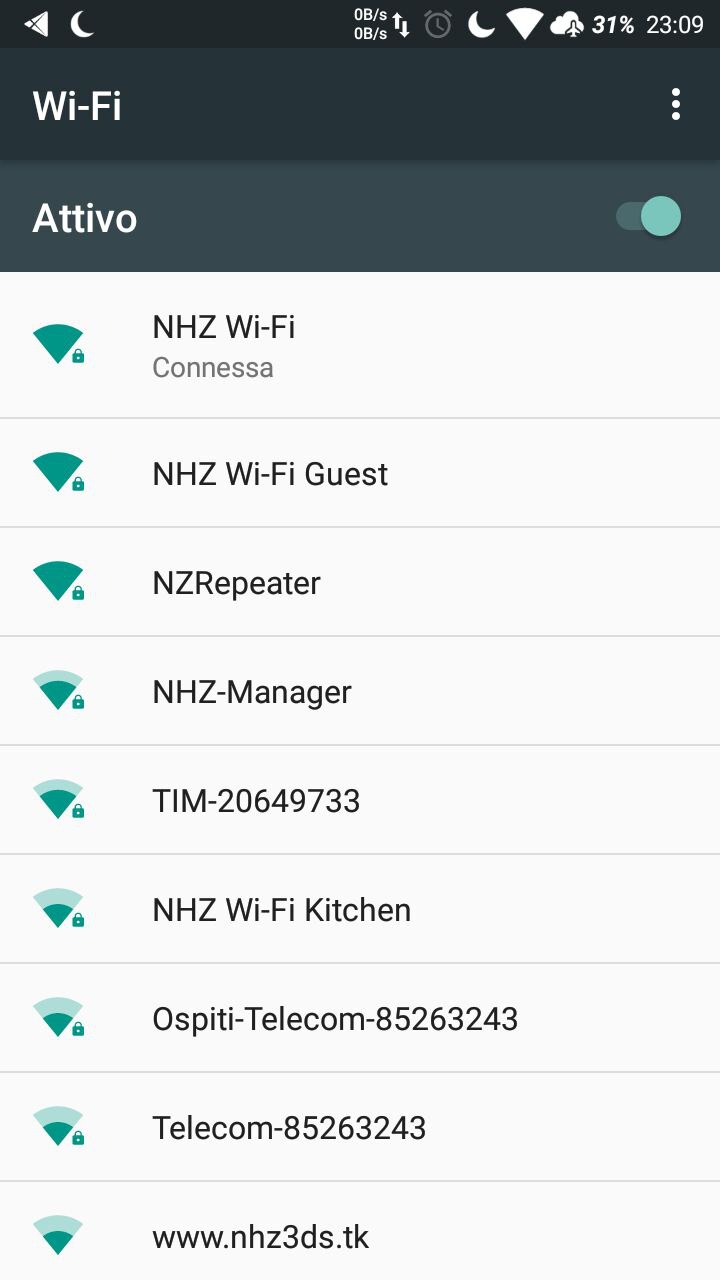 0B/s
0B/s
31% 23:09
Wi-Fi
Attivo
NHZ Wi-Fi
Connessa
NHZ Wi-Fi Guest
NZRepeater
NHZ-Manager
TIM-20649733
NHZ Wi-Fi Kitchen
Ospiti-Telecom-85263243
Telecom-85263243
www.nhz3ds.tk